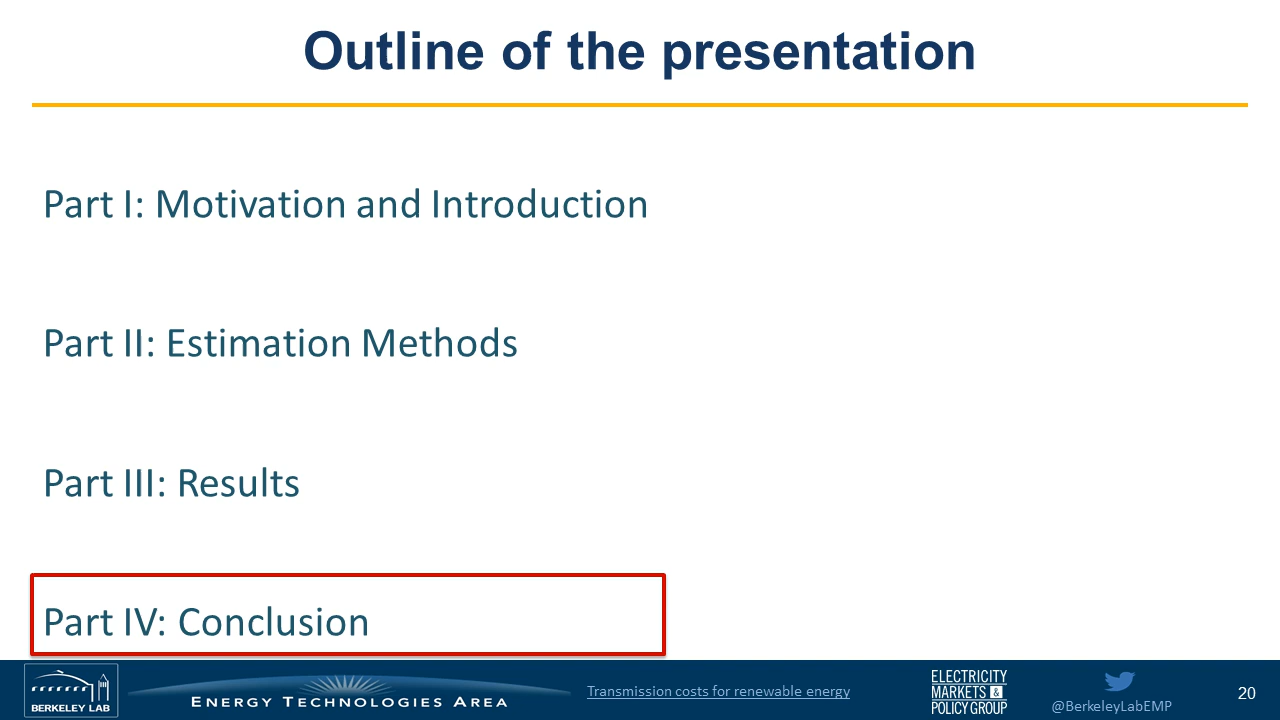 Outline of the presentation
Part I: Motivation and Introduction
Part II: Estimation Methods
Part III: Results
Part IV: Conclusion
BERKELEY LAB
ENERGY TECHNOLOGIES AREA
Transmission costs for renewable energy
ELECTRICITY
MARKETS &
POLICY GROUP
@BerkeleyLabEMP
20